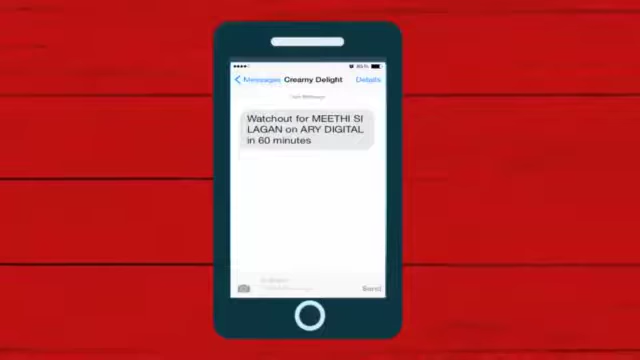 Messages Creamy Delight Details
Watchout for MEETHI SI
LAGAN on ARY DIGITAL
in 60 minutes
Send